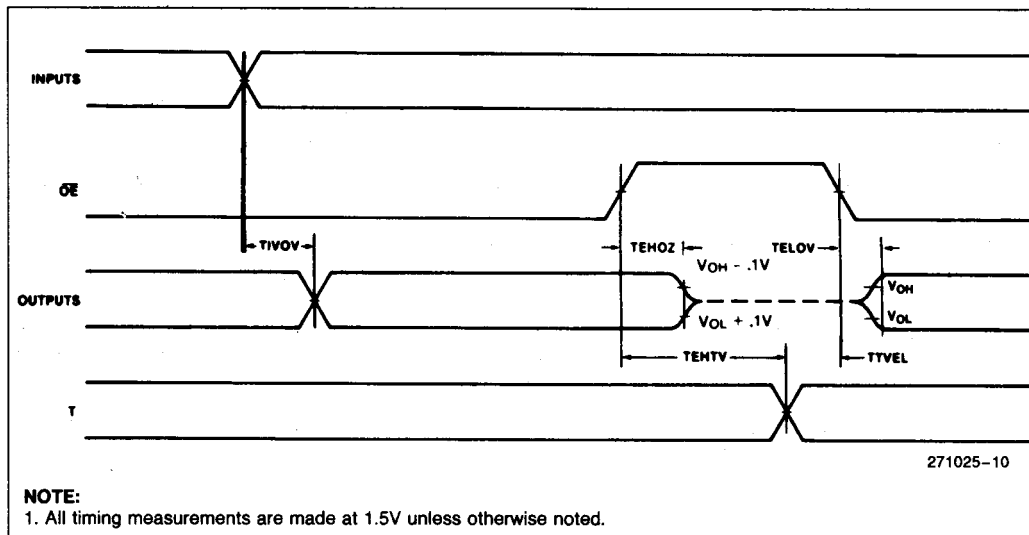 INPUTS
OE
TIVOV
TEHOZ
TELOV
VOH - .1V
OUTPUTS
VOH
VOL + .1V
VOL
TEHTV
TTVEL
T
271025-10
NOTE:
1. All timing measurements are made at 1.5V unless otherwise noted.